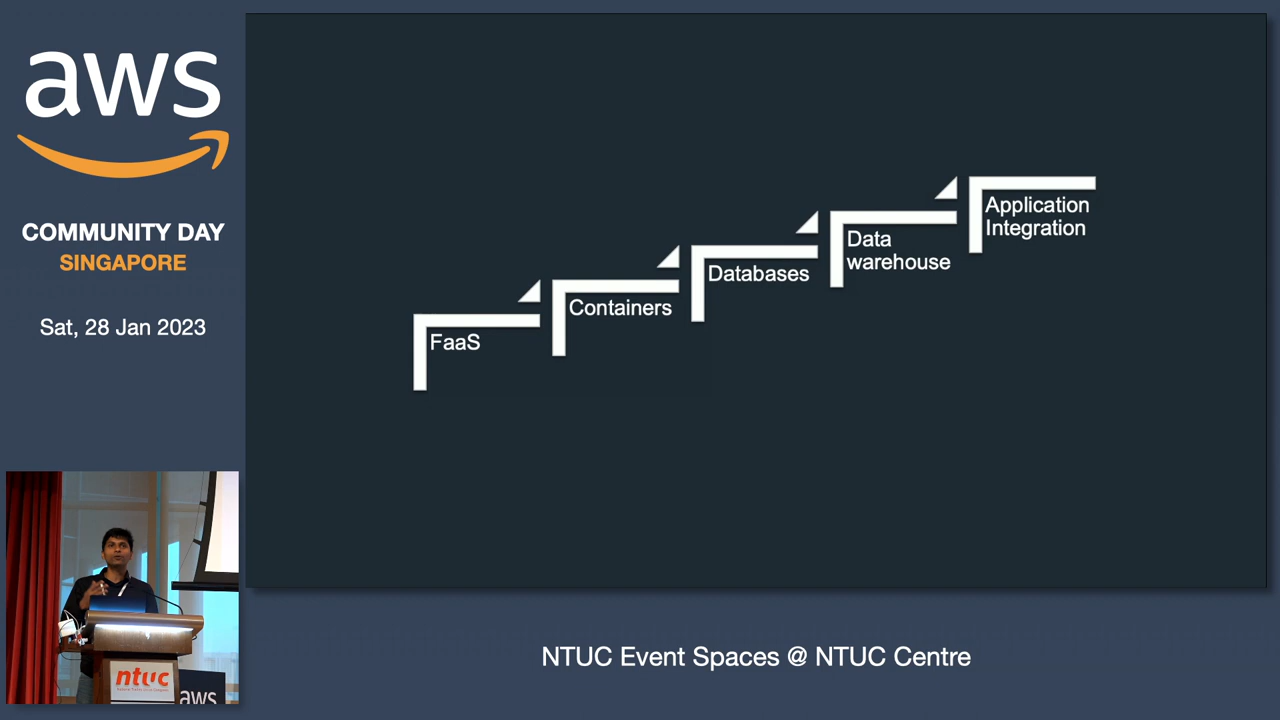 aws
COMMUNITY DAY
SINGAPORE
Sat, 28 Jan 2023
FaaS
Containers
Databases
Data
warehouse
Application
Integration
ntuc
aws
NTUC Event Spaces @ NTUC Centre